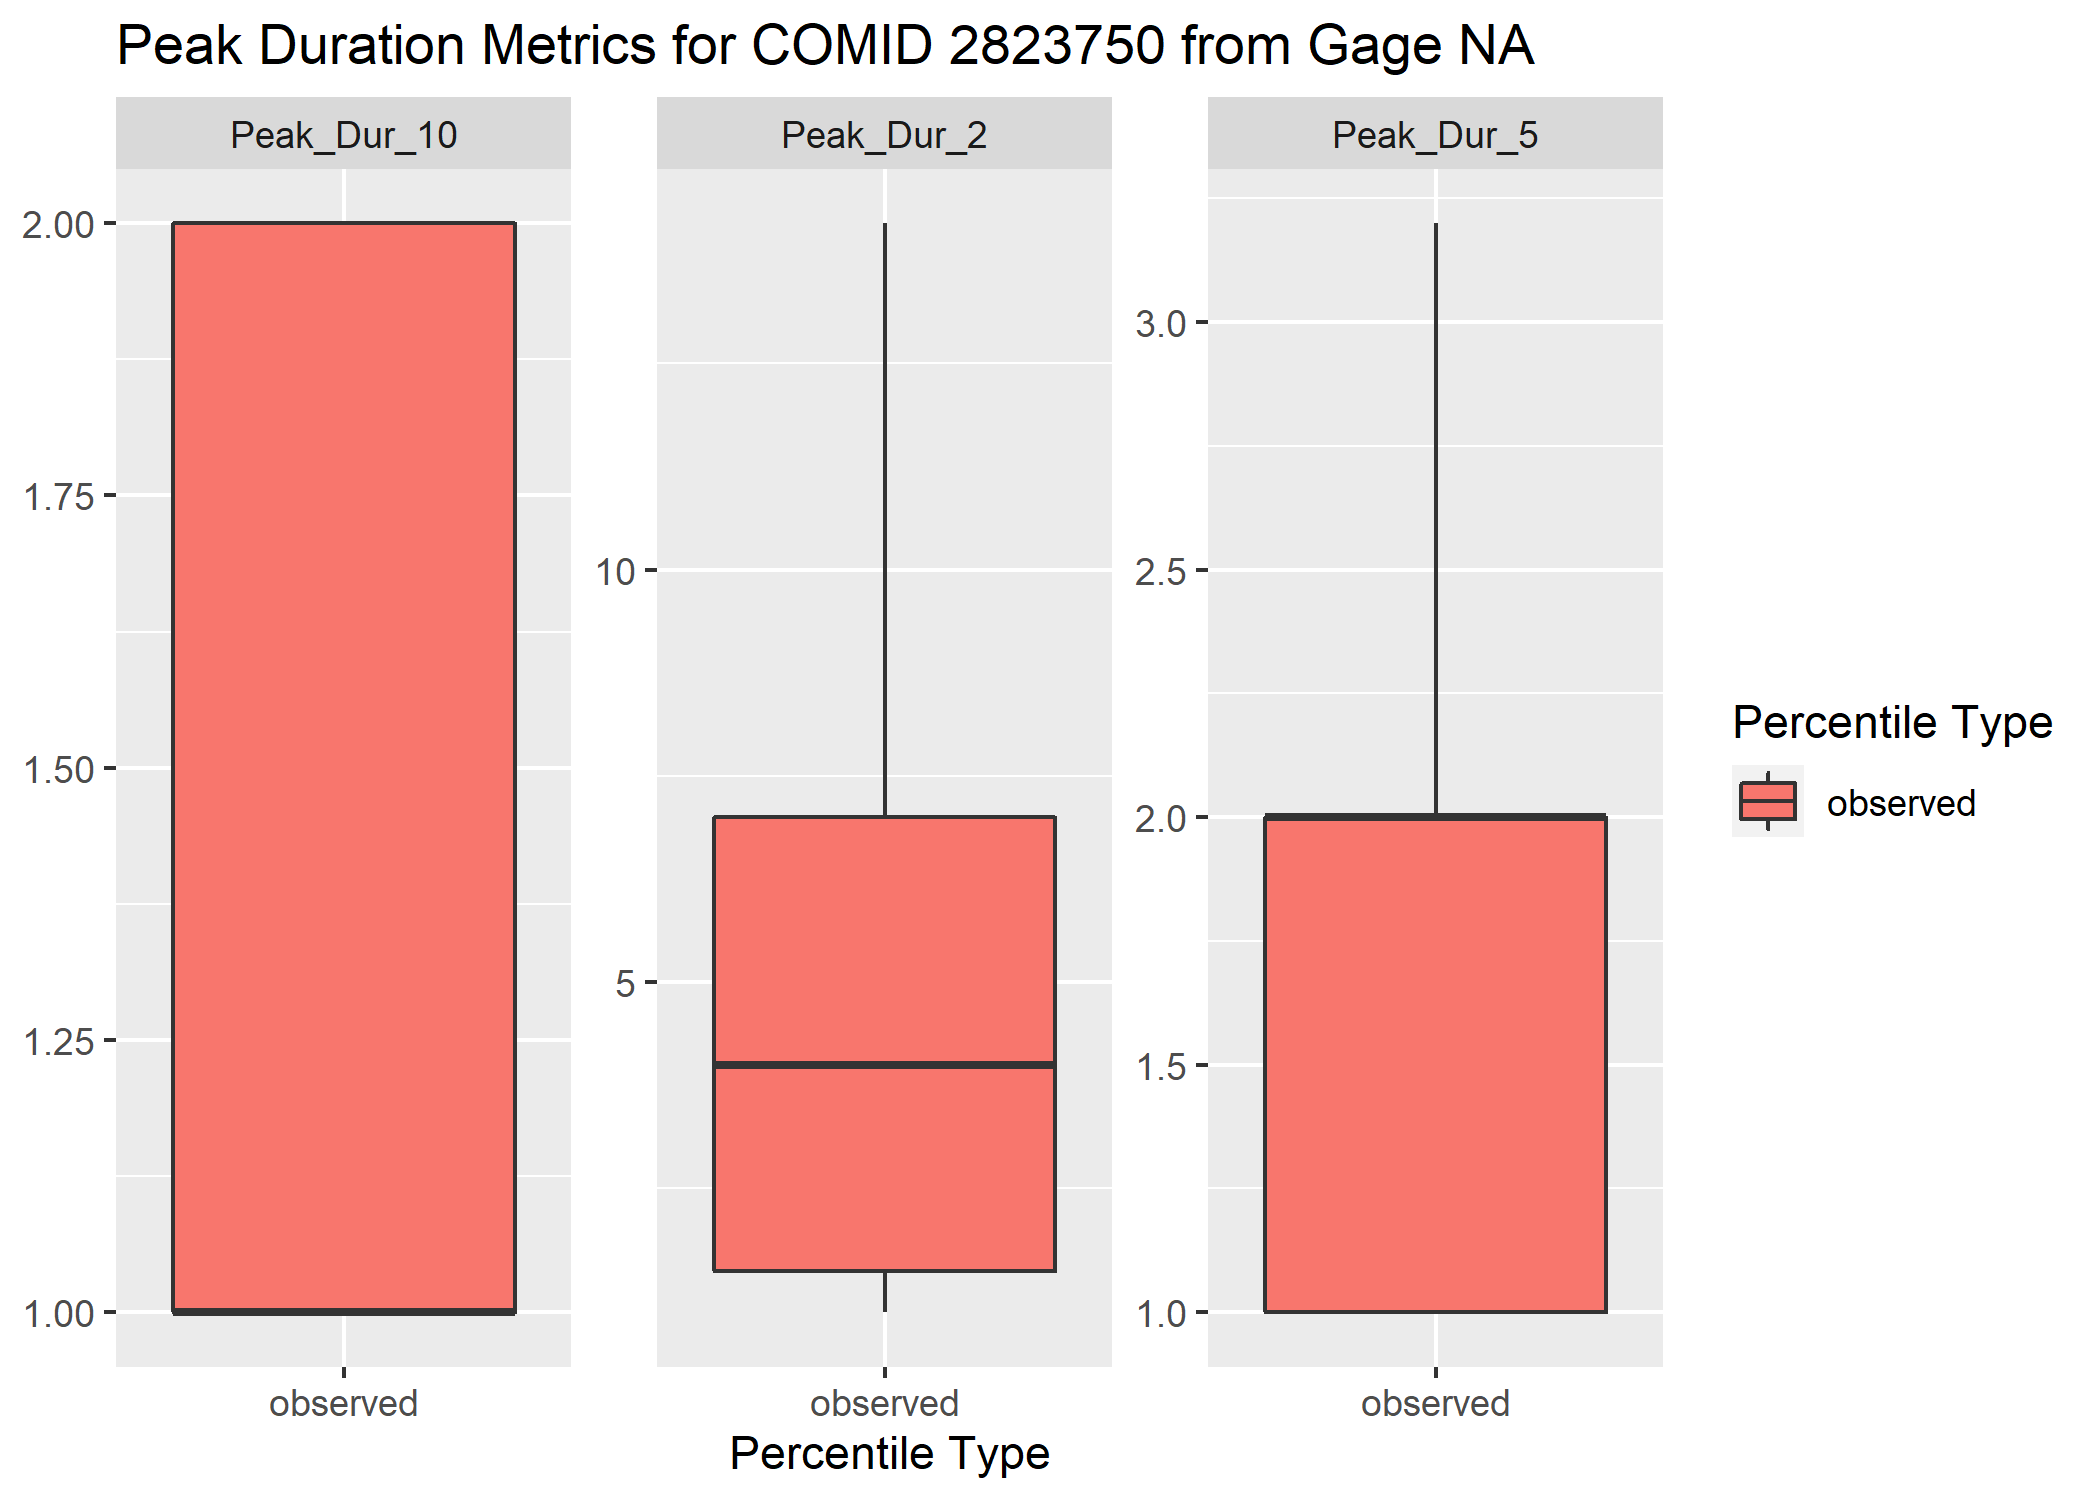 Peak Duration Metrics for COMID 2823750 from Gage NA
Peak_Dur_10
Peak_Dur_2
Peak_Dur_5
2.00
1.75
1.50
1.25
1.00
10
5
3.0
2.5
2.0
1.5
1.0
observed
observed
observed
Percentile Type
Percentile Type
observed